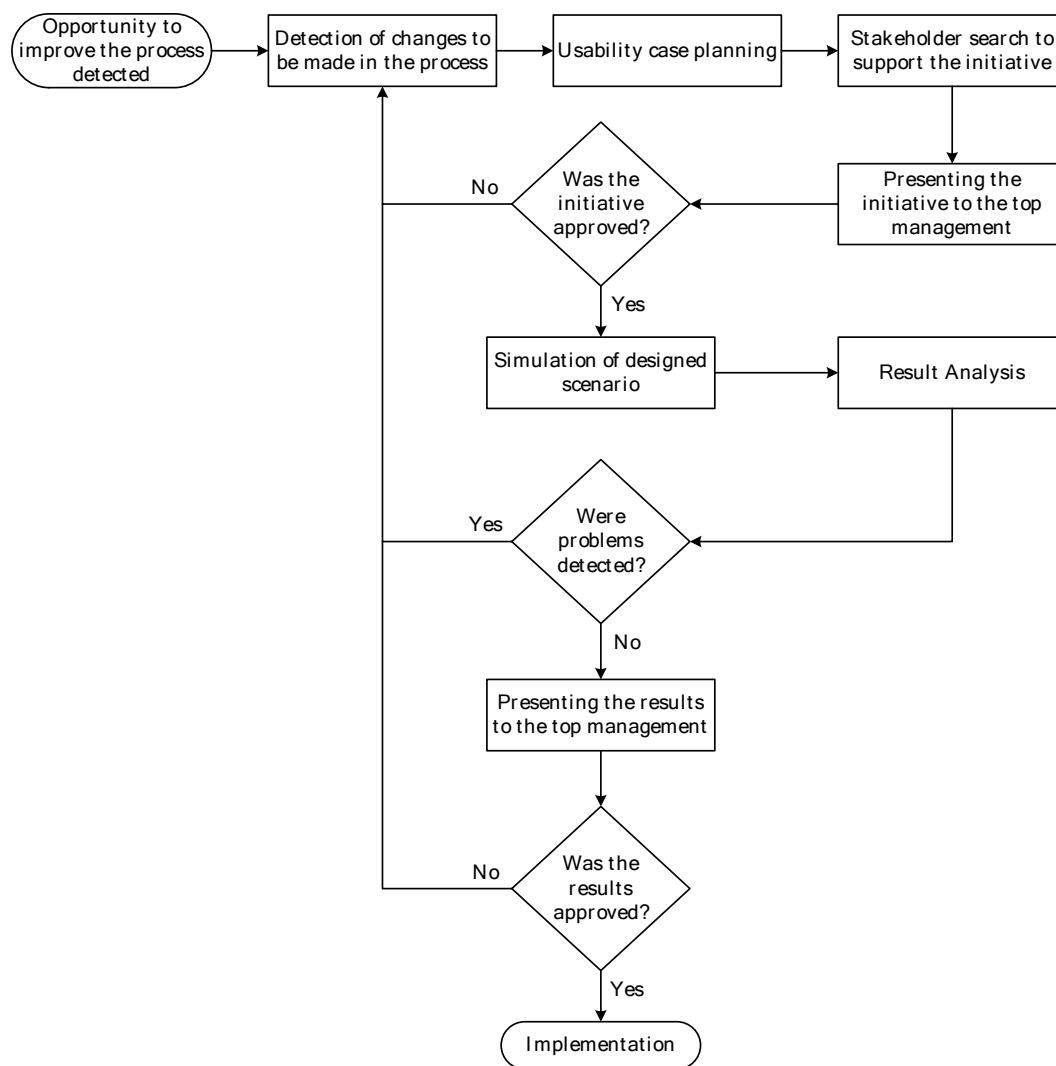 Opportunity to
improve the process
detected
Detection of changes to
be made in the process
Usability case planning
Stakeholder search to
support the initiative
Presenting the
initiative to the top
management
Was the
initiative
approved?
No
Yes
Simulation of designed
scenario
Result Analysis
Were
problems
detected?
Yes
No
Presenting the results
to the top management
Was the
results
approved?
No
Yes
Implementation